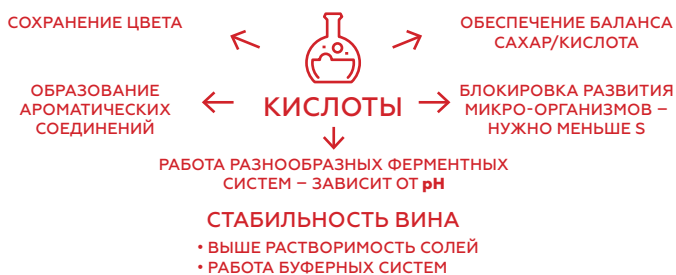 СОХРАНЕНИЕ ЦВЕТА
ОБЕСПЕЧЕНИЕ БАЛАНСА
САХАР/КИСЛОТА
ОБРАЗОВАНИЕ
АРОМАТИЧЕСКИХ
СОЕДИНЕНИЙ
КИСЛОТЫ
БЛОКИРОВКА РАЗВИТИЯ
МИКРО-ОРГАНИЗМОВ –
НУЖНО МЕНЬШЕ S
РАБОТА РАЗНООБРАЗНЫХ ФЕРМЕНТНЫХ
СИСТЕМ – ЗАВИСИТ ОТ pH
СТАБИЛЬНОСТЬ ВИНА
• ВЫШЕ РАСТВОРИМОСТЬ СОЛЕЙ
• РАБОТА БУФЕРНЫХ СИСТЕМ